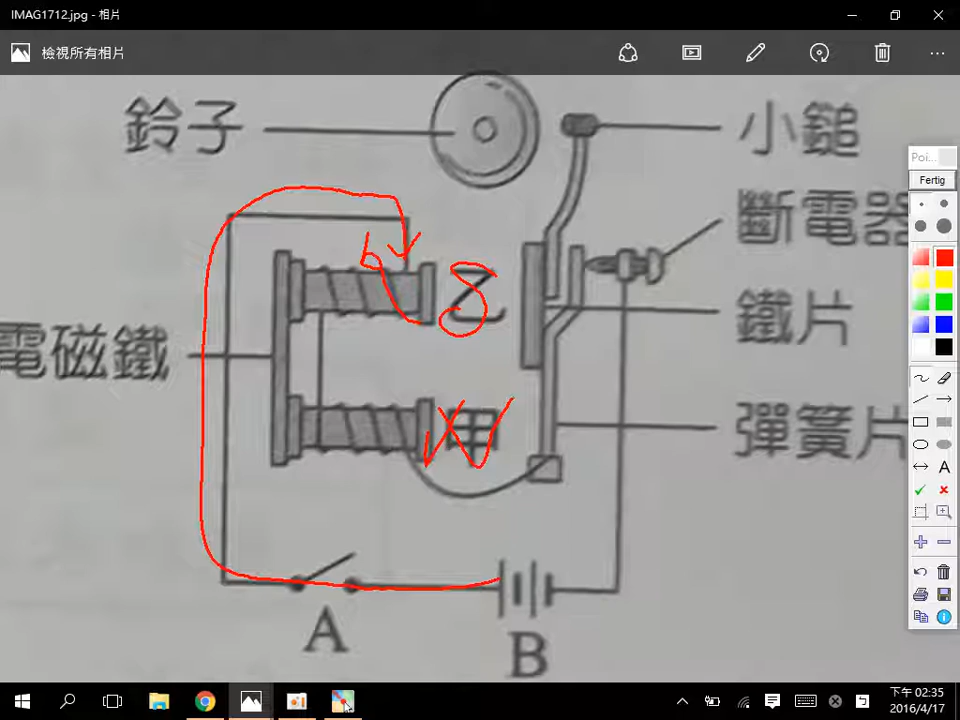 IMAG1712.jpg - 相片
檢視所有相片
鈴子
小鎚
Poi...
Fertig
斷電器
乙
鐵片
電磁鐵
甲
彈簧片
A
A
B
下午 02:35
2016/4/17